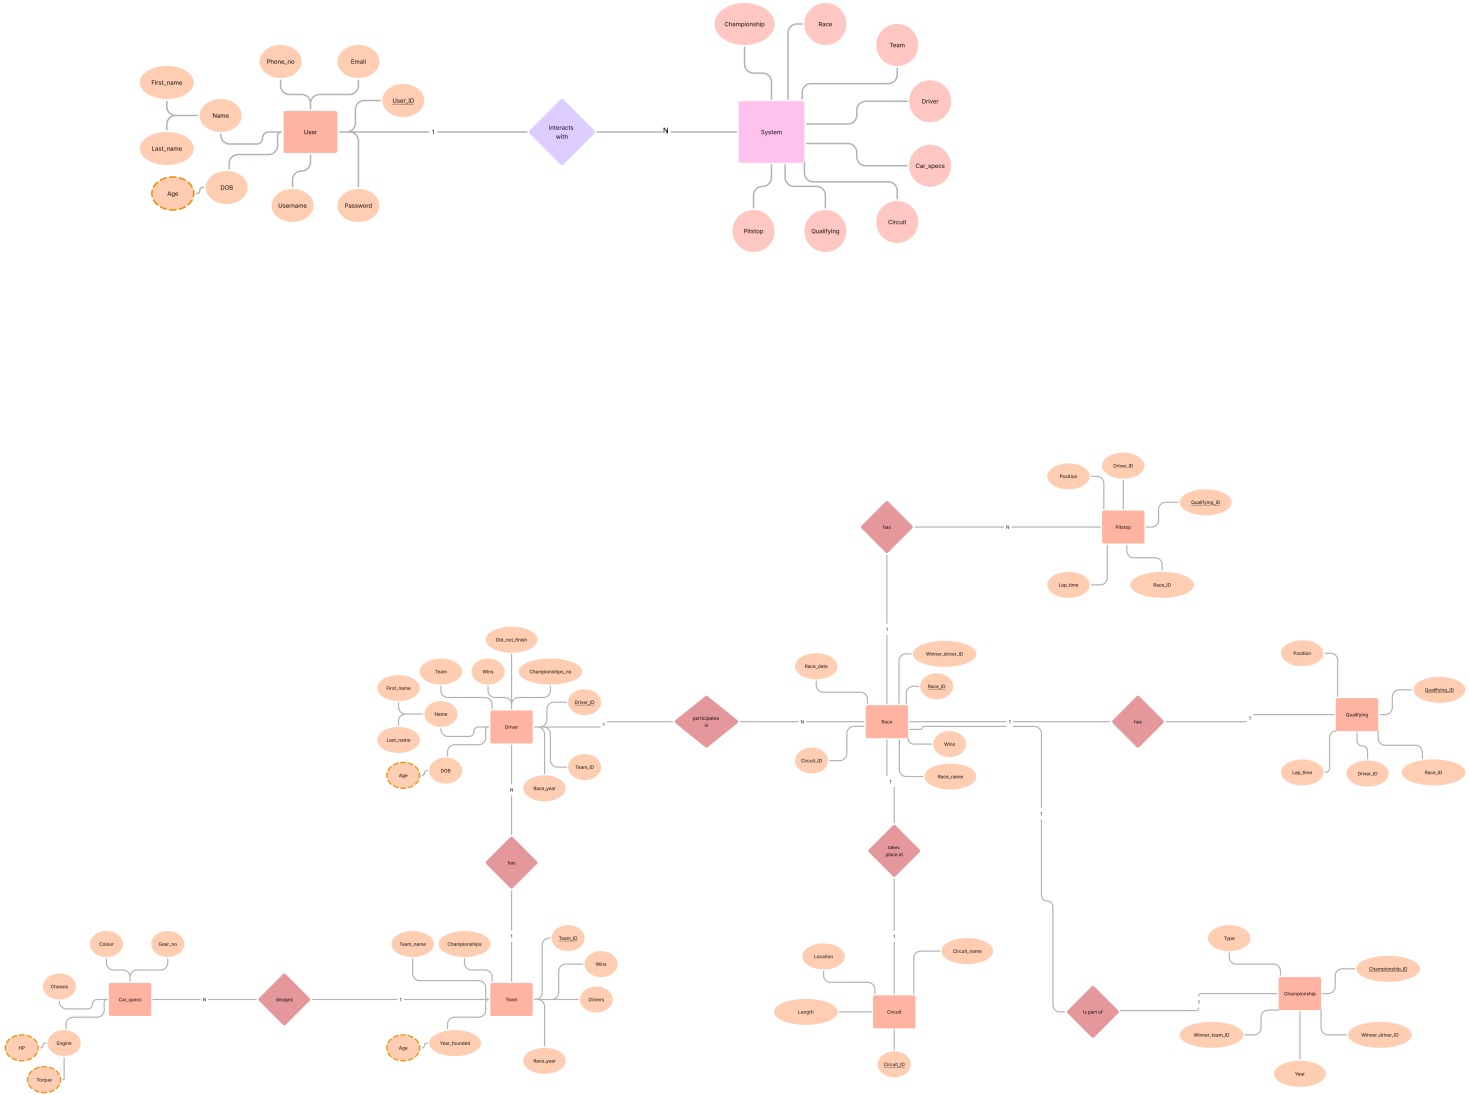 Championship
Race
Team
Phone_no
Email
First_name
Driver
User_ID
Name
interacts
with
User
1
N
System
Last_name
Car_specs
Age
DOB
Username
Password
Circuit
Pitstop
Qualifying
Driver_ID
Position
Qualifying_ID
has
N
Pitstop
Lap_time
Race_ID
1
Did_not_finish
Winner_driver_ID
Position
Race_date
Team
Wins
Championships_no
First_name
Race_ID
Qualifying_ID
Driver_ID
Name
participates
in
Driver
1
N
Race
1
has
1
Qualifying
Last_name
Wins
Circuit_ID
Team_ID
DOB
Age
Race_name
Lap_time
Driver_ID
Race_ID
1
Race_year
N
1
takes
place at
has
1
1
Type
Team_name
Championships
Team_ID
Colour
Gear_no
Circuit_name
Location
Wins
Championship_ID
Chassis
Car_specs
N
designs
1
Team
Drivers
1
Championship
Length
Circuit
is part of
Winner_team_ID
Winner_driver_ID
HP
Engine
Age
Year_founded
Race_year
Circuit_ID
Year
Torque